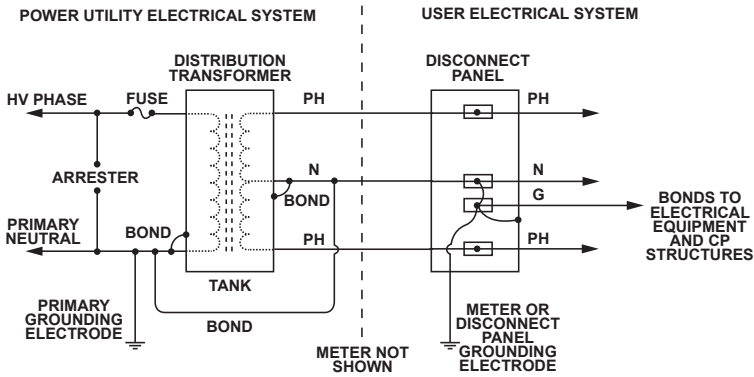 POWER UTILITY ELECTRICAL SYSTEM
USER ELECTRICAL SYSTEM
DISTRIBUTION
TRANSFORMER
DISCONNECT
PANEL
HV PHASE
FUSE
PH
PH
ARRESTER
N
N
BOND
G
PRIMARY
NEUTRAL
BOND
PH
PH
BONDS TO
ELECTRICAL
EQUIPMENT
AND CP
STRUCTURES
TANK
PRIMARY
GROUNDING
ELECTRODE
BOND
METER NOT
SHOWN
METER OR
DISCONNECT
PANEL
GROUNDING
ELECTRODE